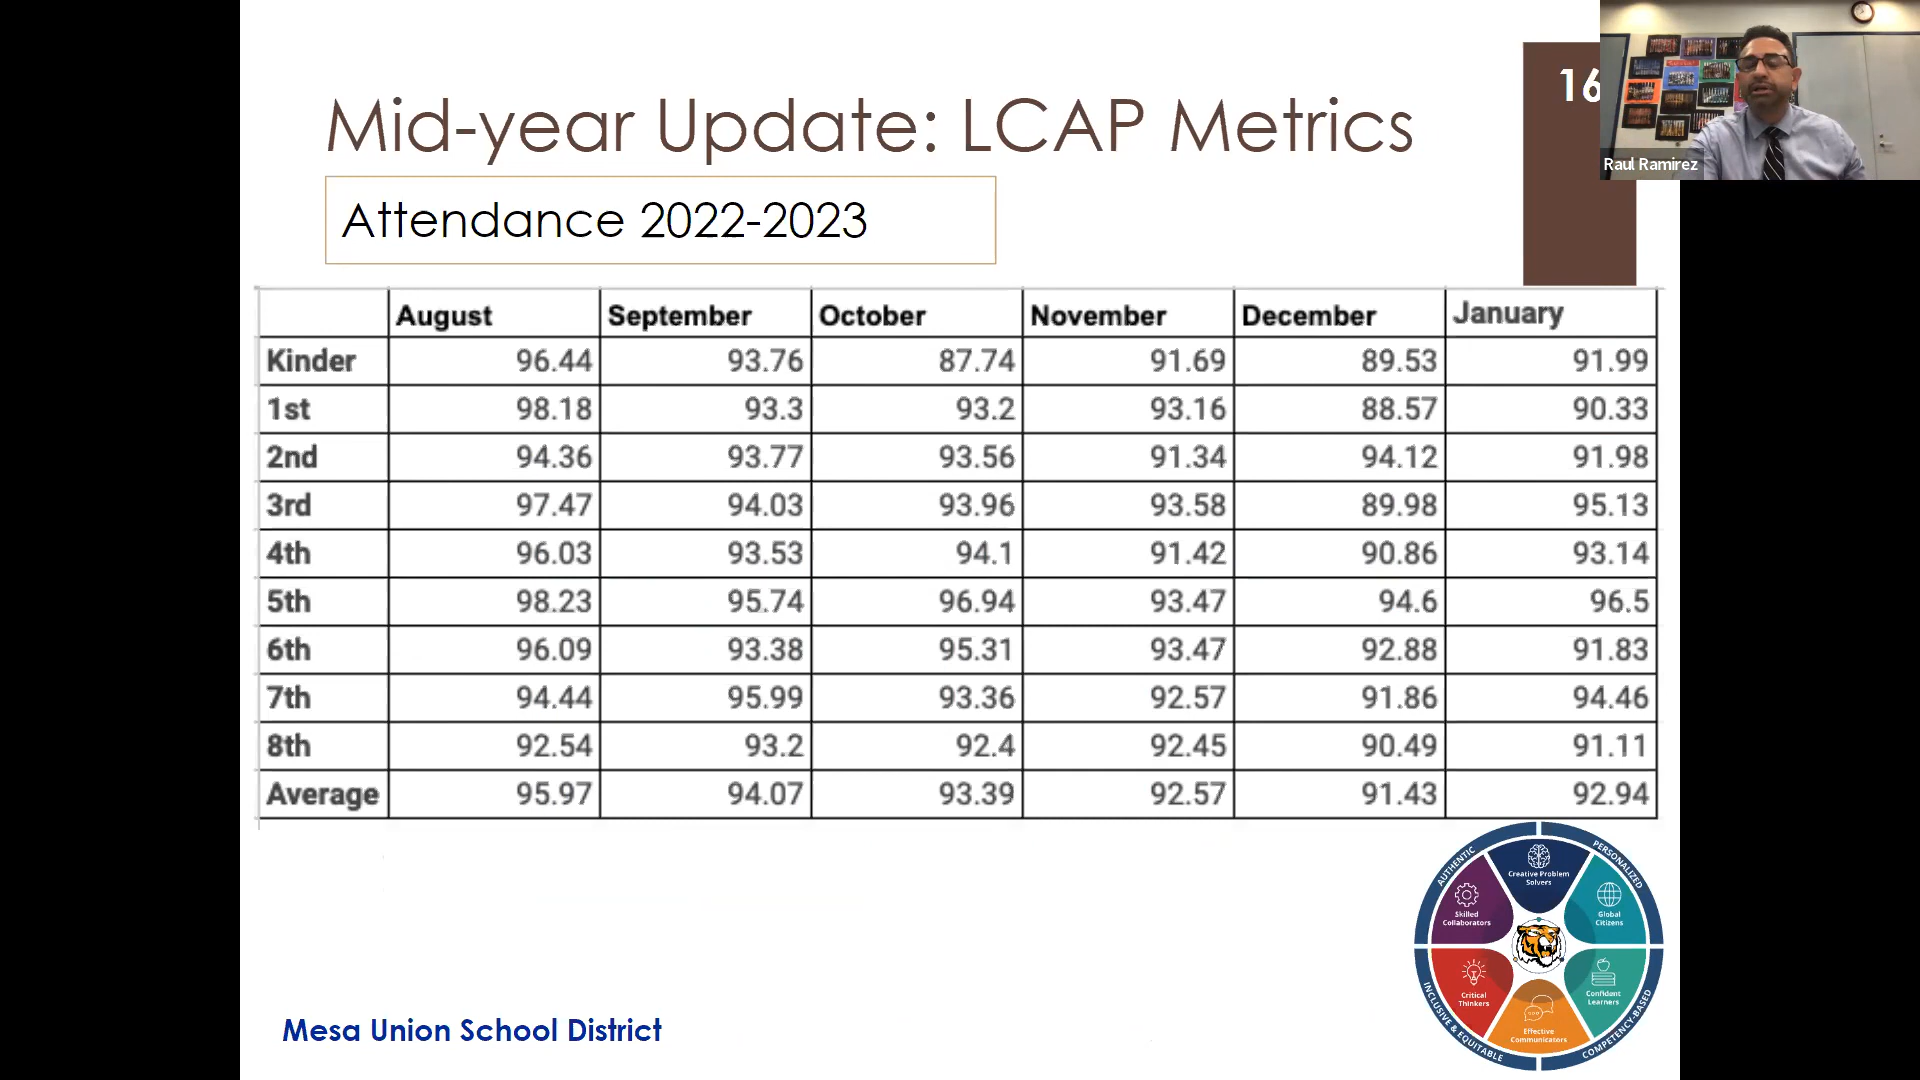 16
Raul Ramirez
Mid-year Update: LCAP Metrics
Attendance 2022-2023
August September October November December January
Kinder 96.44 93.76 87.74 91.69 89.53 91.99
1st 98.18 93.3 93.2 93.16 88.57 90.33
2nd 94.36 93.77 93.56 91.34 94.12 91.98
3rd 97.47 94.03 93.96 93.58 89.98 95.13
4th 96.03 93.53 94.1 91.42 90.86 93.14
5th 98.23 95.74 96.94 93.47 94.6 96.5
6th 96.09 93.38 95.31 93.47 92.88 91.83
7th 94.44 95.99 93.36 92.57 91.86 94.46
8th 92.54 93.2 92.4 92.45 90.49 91.11
Average 95.97 94.07 93.39 92.57 91.43 92.94
AUTHENTIC
PERSONALIZED
Creative Problem
Solvers
Skilled
Collaborators
Global
Citizens
Critical
Thinkers
Confident
Learners
Effective
Communicators
INCLUSIVE & EQUITABLE
COMPETENCY-BASED
Mesa Union School District